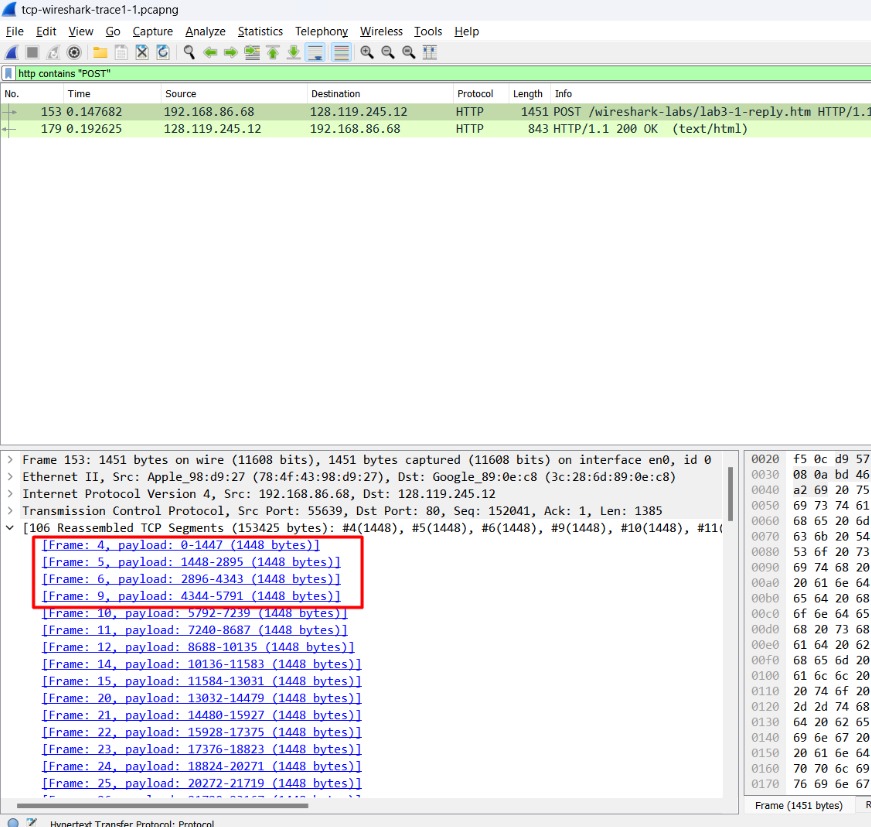 tcp-wireshark-trace1-1.pcapng
File Edit View Go Capture Analyze Statistics Telephony Wireless Tools Help
http contains "POST"
No. Time Source Destination Protocol Length Info
153 0.147682 192.168.86.68 128.119.245.12 HTTP 1451 POST /wireshark-labs/lab3-1-reply.htm HTTP/1.1
179 0.192625 128.119.245.12 192.168.86.68 HTTP 843 HTTP/1.1 200 OK (text/html)
Frame 153: 1451 bytes on wire (11608 bits), 1451 bytes captured (11608 bits) on interface en0, id 0
Ethernet II, Src: Apple_98:d9:27 (78:4f:43:98:d9:27), Dst: Google_89:0e:c8 (3c:28:6d:89:0e:c8)
Internet Protocol Version 4, Src: 192.168.86.68, Dst: 128.119.245.12
Transmission Control Protocol, Src Port: 55639, Dst Port: 80, Seq: 152041, Ack: 1, Len: 1385
[106 Reassembled TCP Segments (153425 bytes): #4(1448), #5(1448), #6(1448), #9(1448), #10(1448), #11(
[Frame: 4, payload: 0-1447 (1448 bytes)]
[Frame: 5, payload: 1448-2895 (1448 bytes)]
[Frame: 6, payload: 2896-4343 (1448 bytes)]
[Frame: 9, payload: 4344-5791 (1448 bytes)]
[Frame: 10, payload: 5792-7239 (1448 bytes)]
[Frame: 11, payload: 7240-8687 (1448 bytes)]
[Frame: 12, payload: 8688-10135 (1448 bytes)]
[Frame: 14, payload: 10136-11583 (1448 bytes)]
[Frame: 15, payload: 11584-13031 (1448 bytes)]
[Frame: 20, payload: 13032-14479 (1448 bytes)]
[Frame: 21, payload: 14480-15927 (1448 bytes)]
[Frame: 22, payload: 15928-17375 (1448 bytes)]
[Frame: 23, payload: 17376-18823 (1448 bytes)]
[Frame: 24, payload: 18824-20271 (1448 bytes)]
[Frame: 25, payload: 20272-21719 (1448 bytes)]
0020 f5 0c d9 57
0030 08 0a bd 46
0040 a2 69 20 75
0050 69 73 74 61
0060 68 65 20 6d
0070 63 6b 20 54
0080 53 6f 20 73
0090 69 74 68 20
00a0 20 61 6e 64
00b0 65 64 20 68
00c0 6f 6e 64 65
00d0 68 20 73 68
00e0 61 64 20 62
00f0 68 65 6d 20
0100 61 6c 6c 20
0110 20 74 6f 20
0120 2d 2d 74 68
0130 64 20 62 65
0140 69 6e 67 20
0150 20 61 6e 64
0160 70 70 6c 69
0170 76 69 6e 67
Frame (1451 bytes)
Hypertext Transfer Protocol: Protocol